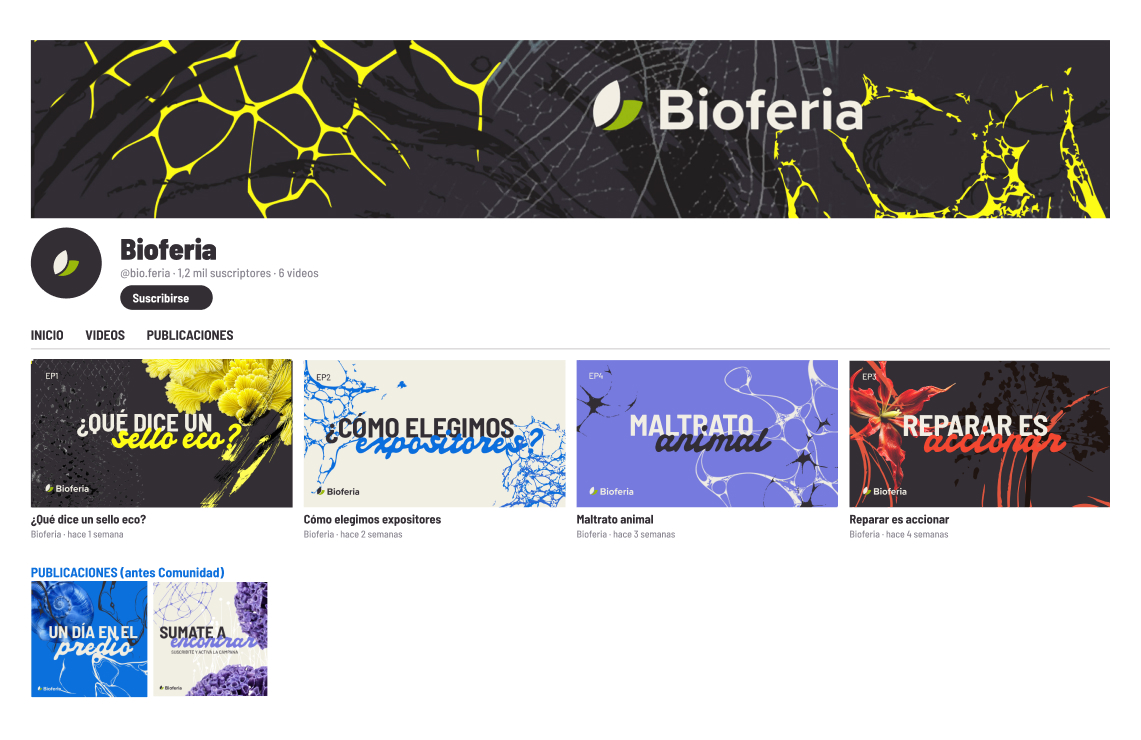 Bioferia
Bioferia
@bio.feria · 1,2 mil suscriptores · 6 videos
Suscribirse
INICIO VIDEOS PUBLICACIONES
EP1
¿QUÉ DICE UN
sello eco?
Bioferia
EP2
¿CÓMO ELEGIMOS
expositores?
Bioferia
EP4
MALTRATO
animal
Bioferia
EP3
REPARAR ES
accionar
Bioferia
¿Qué dice un sello eco?
Bioferia · hace 1 semana
Cómo elegimos expositores
Bioferia · hace 2 semanas
Maltrato animal
Bioferia · hace 3 semanas
Reparar es accionar
Bioferia · hace 4 semanas
PUBLICACIONES (antes Comunidad)
UN DÍA EN EL
predio
Bioferia
SUMATE A
encontrar
SUSCRIBITE Y ACTIVÁ LA CAMPANA
Bioferia